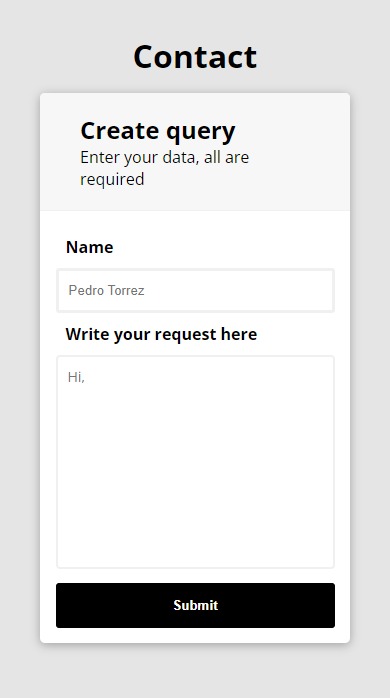 Contact
Create query
Enter your data, all are
required
Name
Pedro Torrez
Write your request here
Hi,
Submit